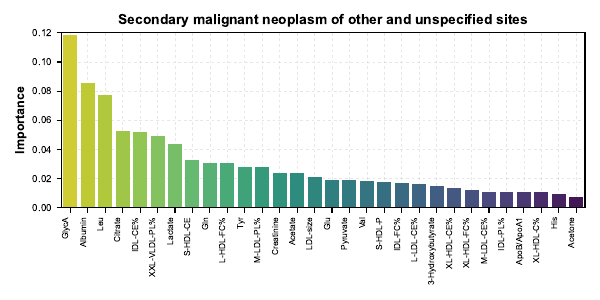 Secondary malignant neoplasm of other and unspecified sites
Importance
0.12
0.10
0.08
0.06
0.04
0.02
0.00
GlycA
Albumin
Leu
Citrate
IDL-CE%
XXL-VLDL-PL%
Lactate
S-HDL-CE
Gln
L-HDL-FC%
Tyr
M-LDL-PL%
Creatinine
Acetate
LDL-size
Glu
Pyruvate
Val
S-HDL-P
IDL-FC%
L-LDL-CE%
3-Hydroxybutyrate
XL-HDL-CE%
XL-HDL-FC%
M-LDL-CE%
IDL-PL%
ApoB/ApoA1
XL-HDL-C%
His
Acetone